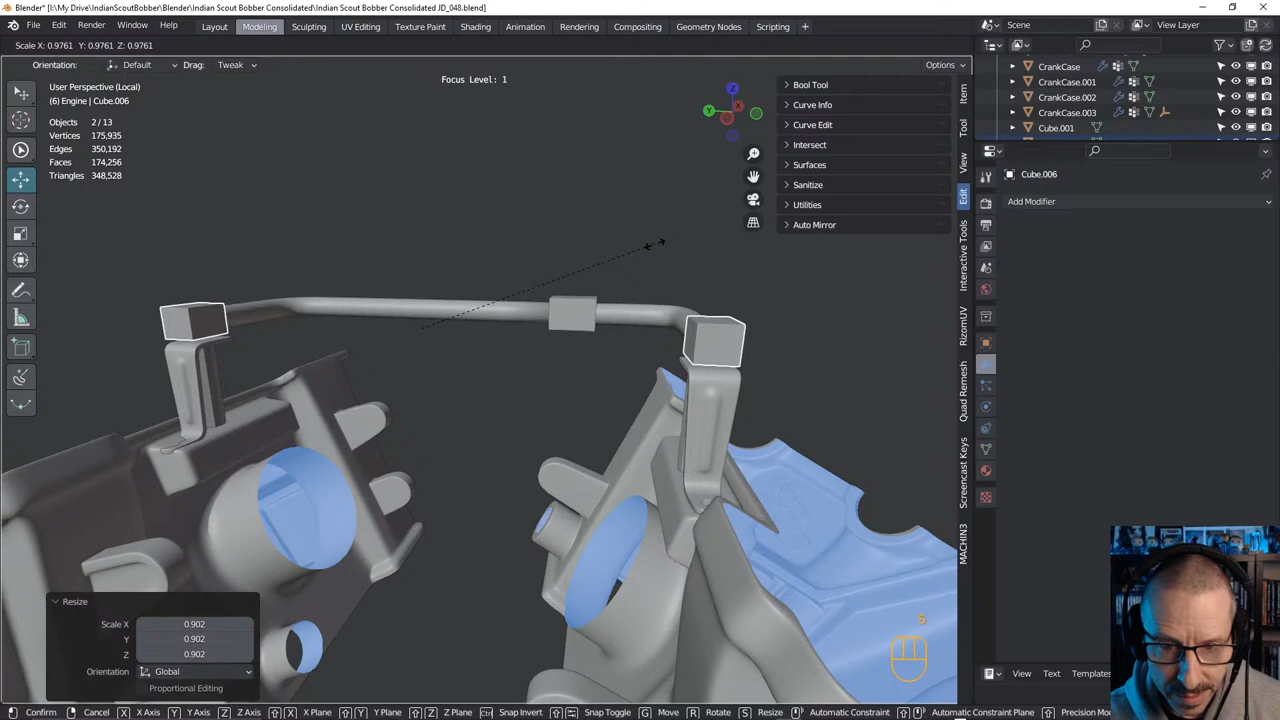 Blender* [I:\My Drive\IndianScoutBobber\Blender\Indian Scout Bobber Consolidated\Indian Scout Bobber Consolidated JD_048.blend]
File Edit Render Window Help Layout Modeling Sculpting UV Editing Texture Paint Shading Animation Rendering Compositing Geometry Nodes Scripting + Scene View Layer
Scale X: 0.9761 Y: 0.9761 Z: 0.9761
Orientation: Default Drag: Tweak Options
User Perspective (Local)
(6) Engine | Cube.006
Focus Level: 1
Objects 2 / 13
Vertices 175,935
Edges 350,192
Faces 174,256
Triangles 348,528
Z
Y
X
Bool Tool
Curve Info
Curve Edit
Intersect
Surfaces
Sanitize
Utilities
Auto Mirror
Item
Tool
View
Edit
Interactive Tools
RizomUV
Quad Remesh
Screencast Keys
MACHIN3
CrankCase
CrankCase.001
CrankCase.002
CrankCase.003
Cube.001
Cube.006
Add Modifier
Resize
Scale X 0.902
Y 0.902
Z 0.902
Orientation Global
Proportional Editing
S
View Text Templates
Confirm Cancel X X Axis Y Y Axis Z Z Axis X X Plane Y Y Plane Z Z Plane Ctrl Snap Invert Snap Toggle G Move R Rotate S Resize Automatic Constraint Automatic Constraint Plane Precision Mode